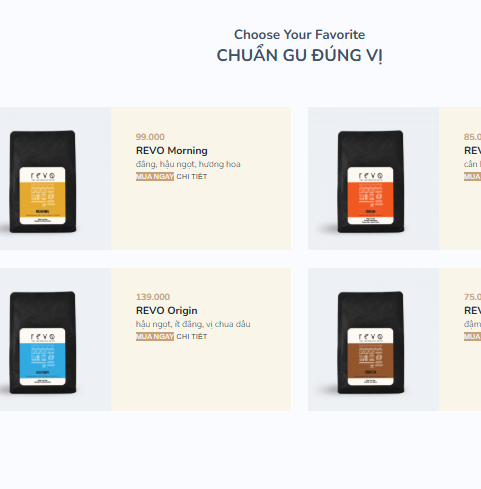 Choose Your Favorite
CHUẨN GU ĐÚNG VỊ
99.000
REVO Morning
đắng, hậu ngọt, hương hoa
MUA NGAY CHI TIẾT
85.0
REV
cân
MUA
139.000
REVO Origin
hậu ngọt, ít đắng, vị chua dâu
MUA NGAY CHI TIẾT
75.0
REV
đậm
MUA